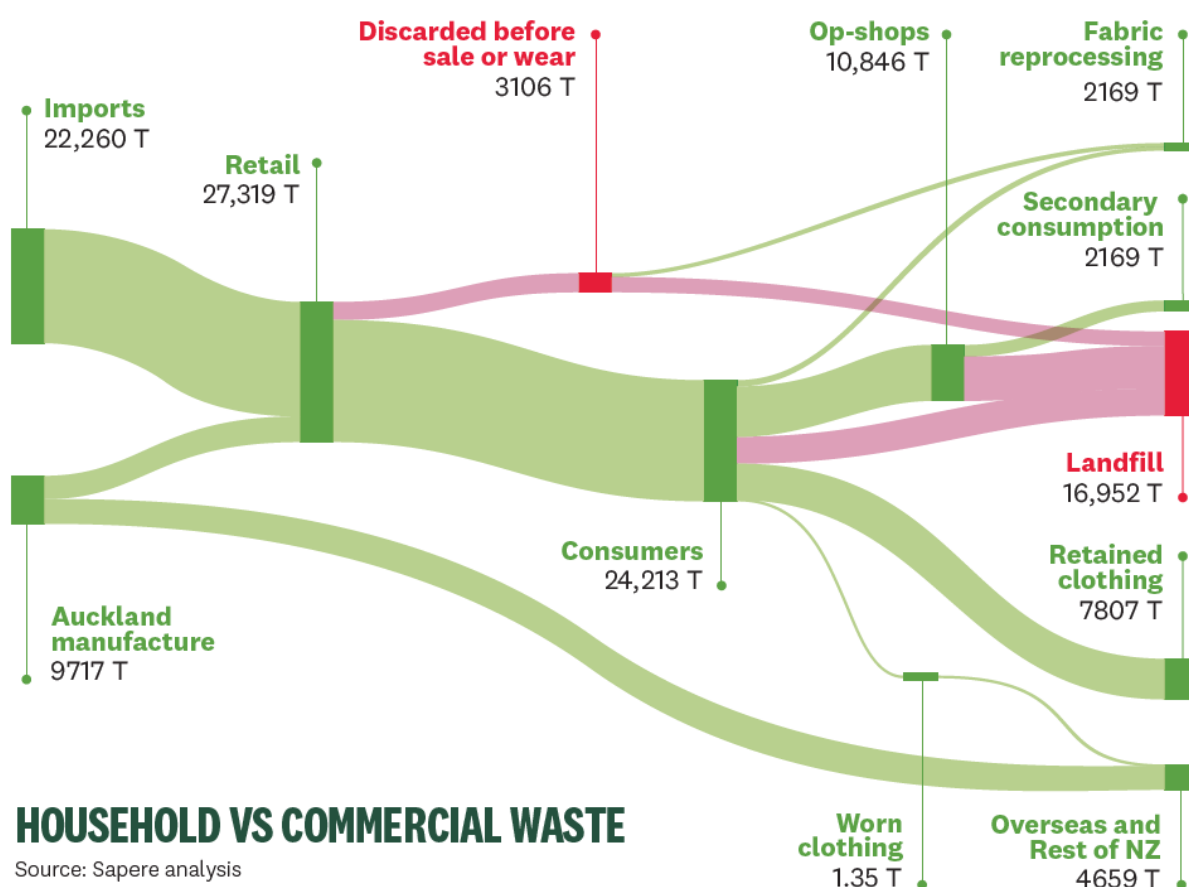 Discarded before
sale or wear
3106 T
Op-shops
10,846 T
Fabric
reprocessing
2169 T
Imports
22,260 T
Retail
27,319 T
Secondary
consumption
2169 T
Landfill
16,952 T
Consumers
24,213 T
Retained
clothing
7807 T
Auckland
manufacture
9717 T
HOUSEHOLD VS COMMERCIAL WASTE
Source: Sapere analysis
Worn
clothing
1.35 T
Overseas and
Rest of NZ
4659 T